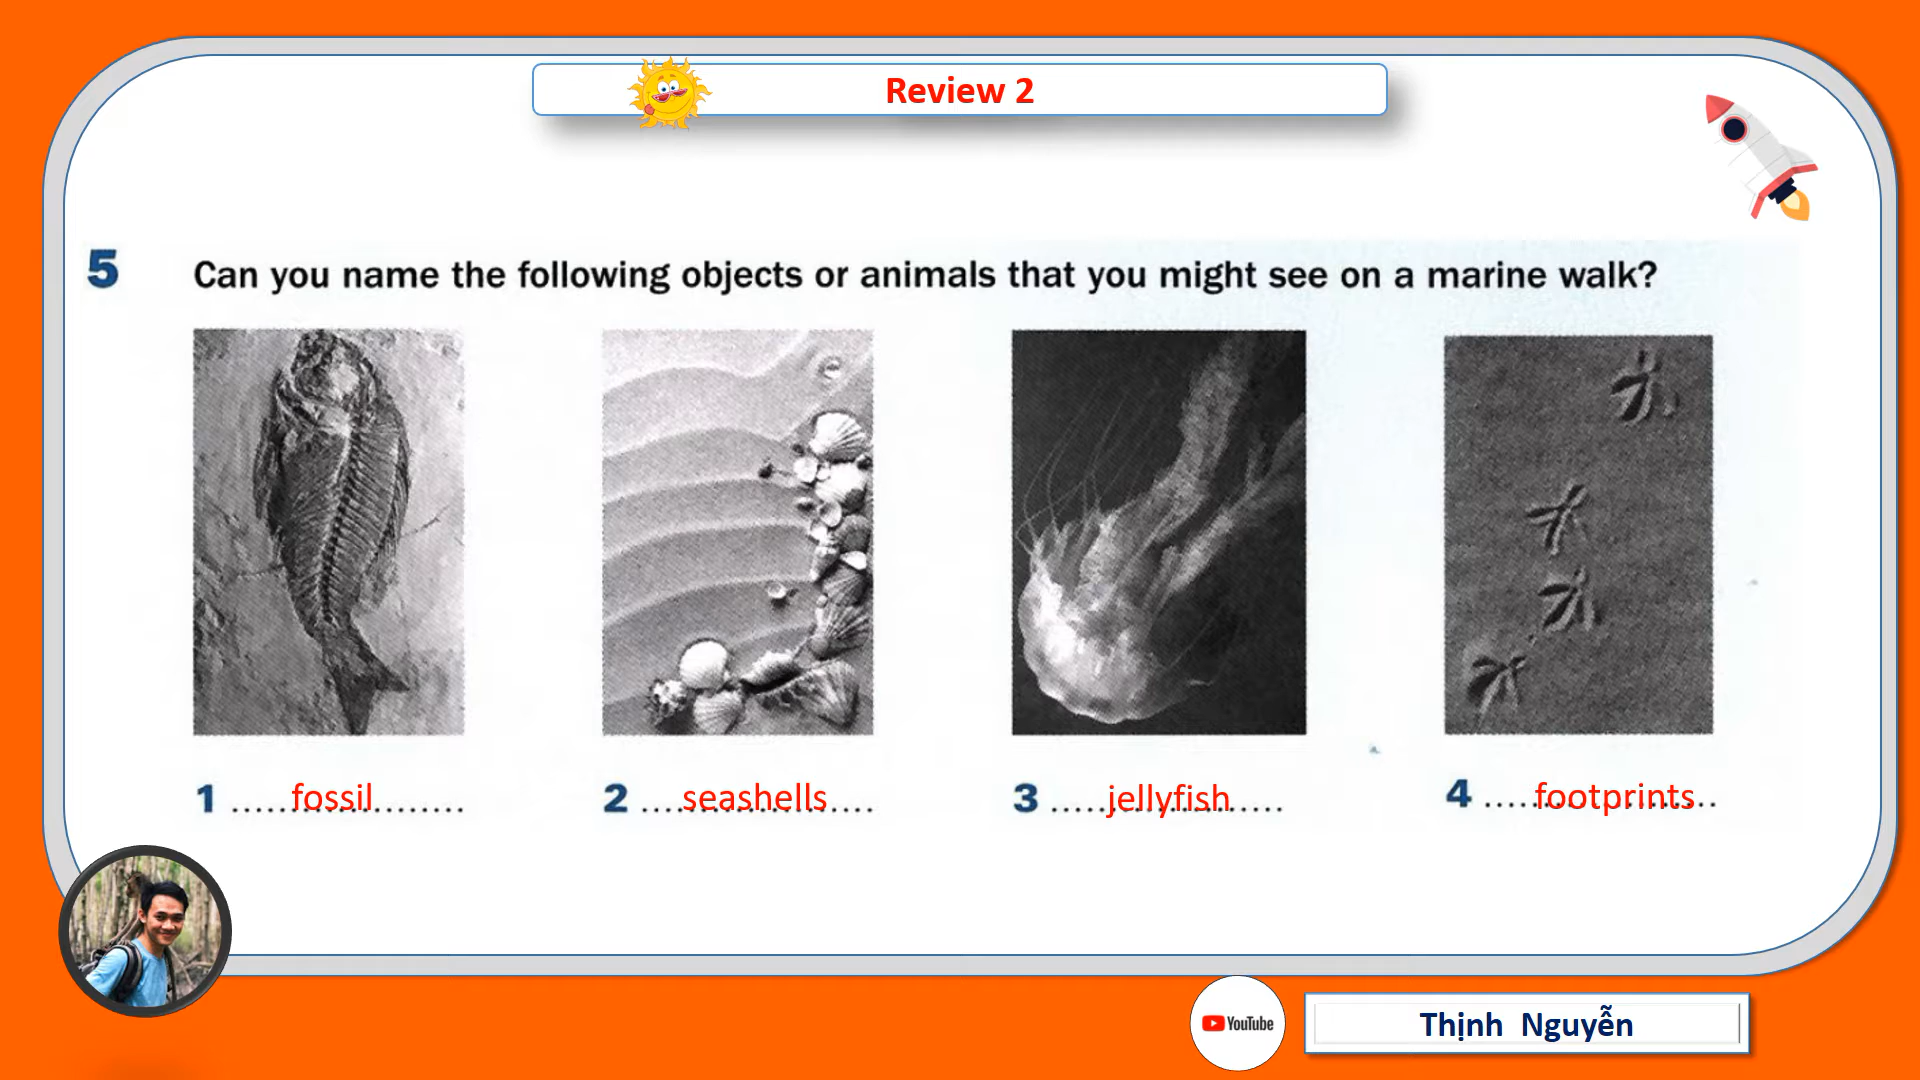 Review 2
5 Can you name the following objects or animals that you might see on a marine walk?
1 ....fossil....
2 ....seashells....
3 ....jellyfish....
4 ....footprints....
YouTube
Thịnh Nguyễn